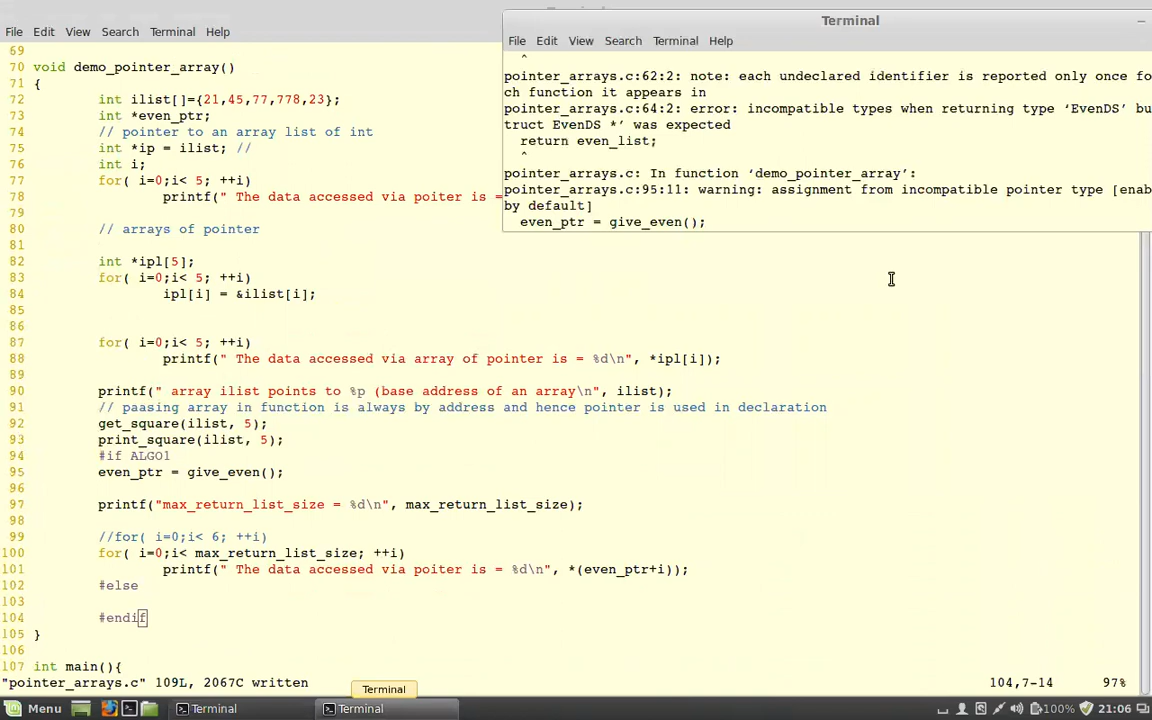 Terminal
File Edit View Search Terminal Help
69
70 void demo_pointer_array()
71 {
72 int ilist[]={21,45,77,778,23};
73 int *even_ptr;
74 // pointer to an array list of int
75 int *ip = ilist; //
76 int i;
77 for( i=0;i< 5; ++i)
78 printf(" The data accessed via poiter is =
79
80 // arrays of pointer
81
82 int *ipl[5];
83 for( i=0;i< 5; ++i)
84 ipl[i] = &ilist[i];
85
86
87 for( i=0;i< 5; ++i)
88 printf(" The data accessed via array of pointer is = %d\n", *ipl[i]);
89
90 printf(" array ilist points to %p (base address of an array\n", ilist);
91 // paasing array in function is always by address and hence pointer is used in declaration
92 get_square(ilist, 5);
93 print_square(ilist, 5);
94 #if ALGO1
95 even_ptr = give_even();
96
97 printf("max_return_list_size = %d\n", max_return_list_size);
98
99 //for( i=0;i< 6; ++i)
100 for( i=0;i< max_return_list_size; ++i)
101 printf(" The data accessed via poiter is = %d\n", *(even_ptr+i));
102 #else
103
104 #endif
105 }
106
107 int main(){
"pointer_arrays.c" 109L, 2067C written 104,7-14 97%
Terminal
File Edit View Search Terminal Help
^
pointer_arrays.c:62:2: note: each undeclared identifier is reported only once fo
ch function it appears in
pointer_arrays.c:64:2: error: incompatible types when returning type ‘EvenDS’ bu
truct EvenDS *’ was expected
return even_list;
^
pointer_arrays.c: In function ‘demo_pointer_array’:
pointer_arrays.c:95:11: warning: assignment from incompatible pointer type [enab
by default]
even_ptr = give_even();
Terminal
Menu Terminal Terminal 100% 21:06